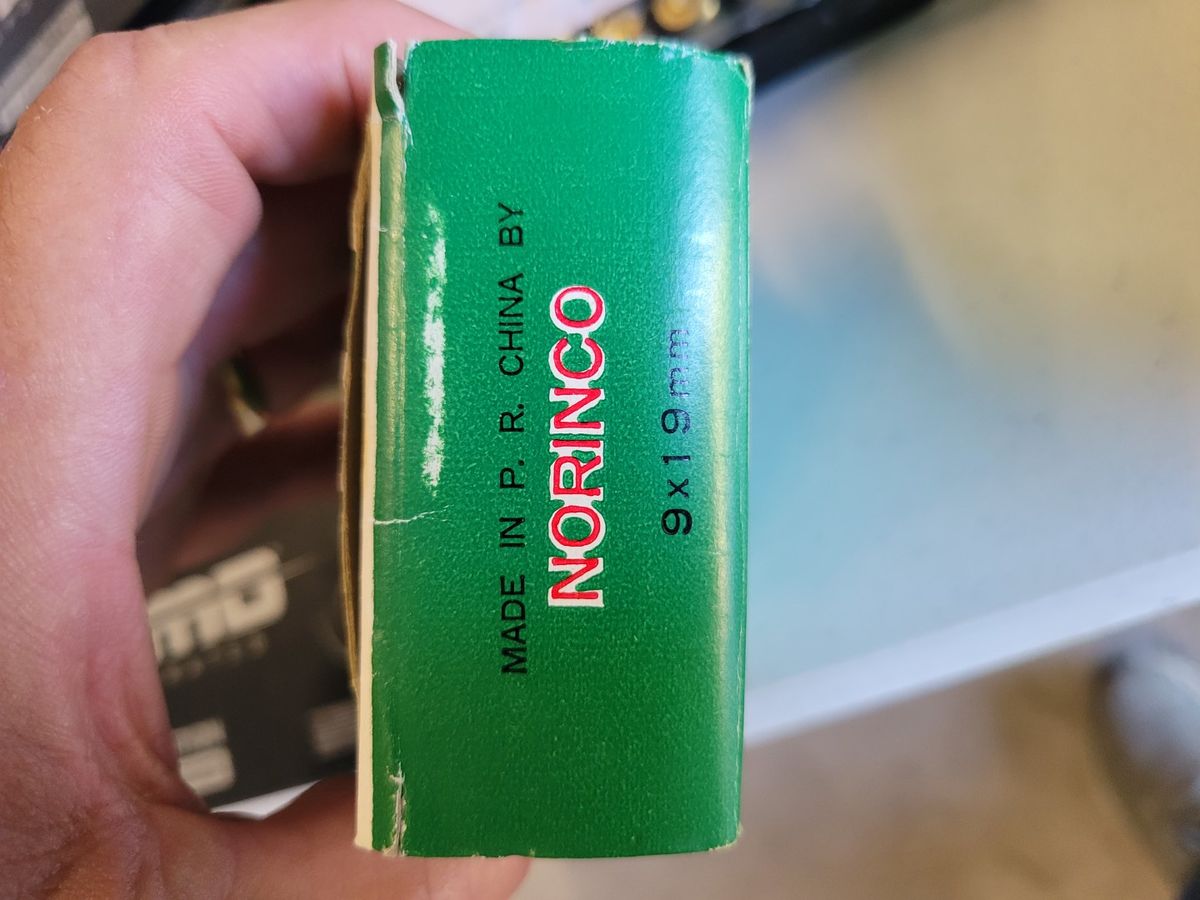 MADE IN P. R. CHINA BY
NORINCO
9x19mm